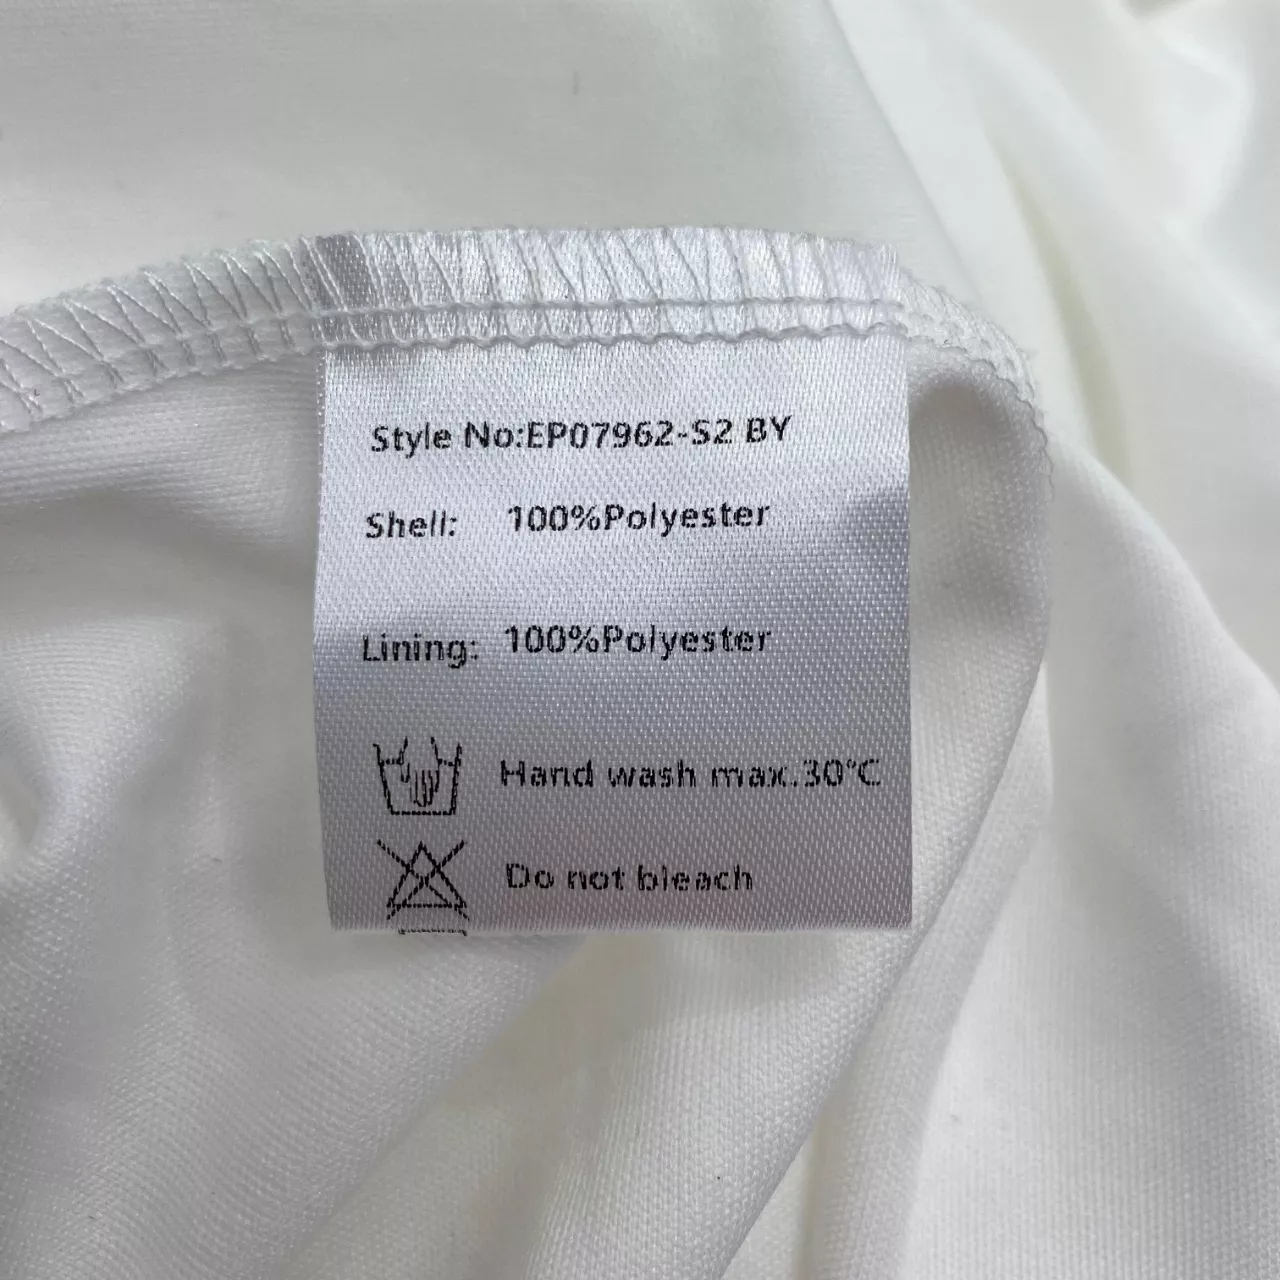 Style No:EP07962-S2 BY
Shell: 100%Polyester
Lining: 100%Polyester
Hand wash max.30°C
Do not bleach